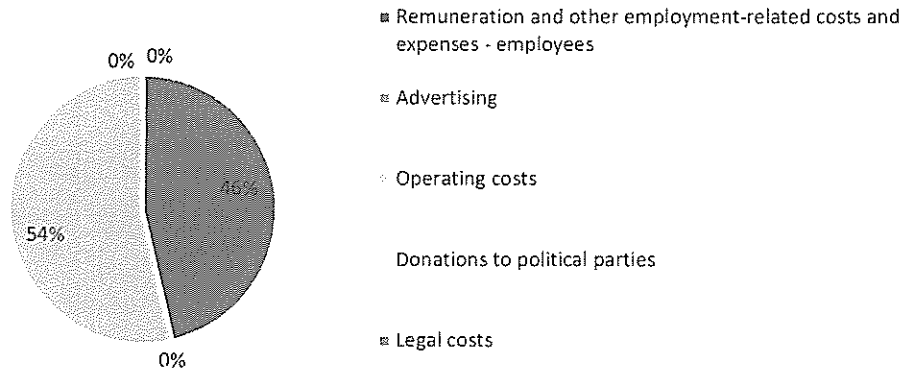 Remuneration and other employment-related costs and
expenses - employees
0% 0%
Advertising
46%
Operating costs
54%
Donations to political parties
Legal costs
0%